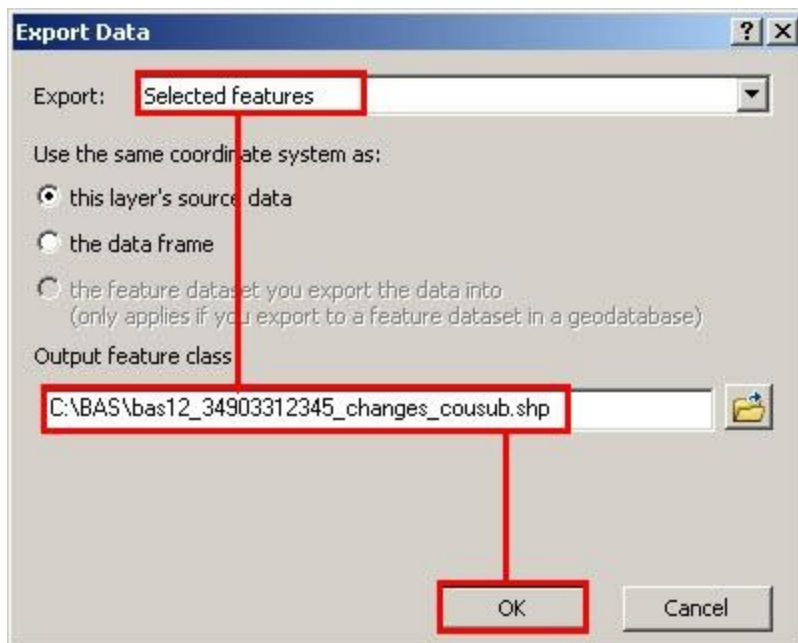 Export Data
Export: Selected features
Use the same coordinate system as:
this layer's source data
the data frame
the feature dataset you export the data into
(only applies if you export to a feature dataset in a geodatabase)
Output feature class
C:\BAS\bas12_34903312345_changes_cousub.shp
OK Cancel